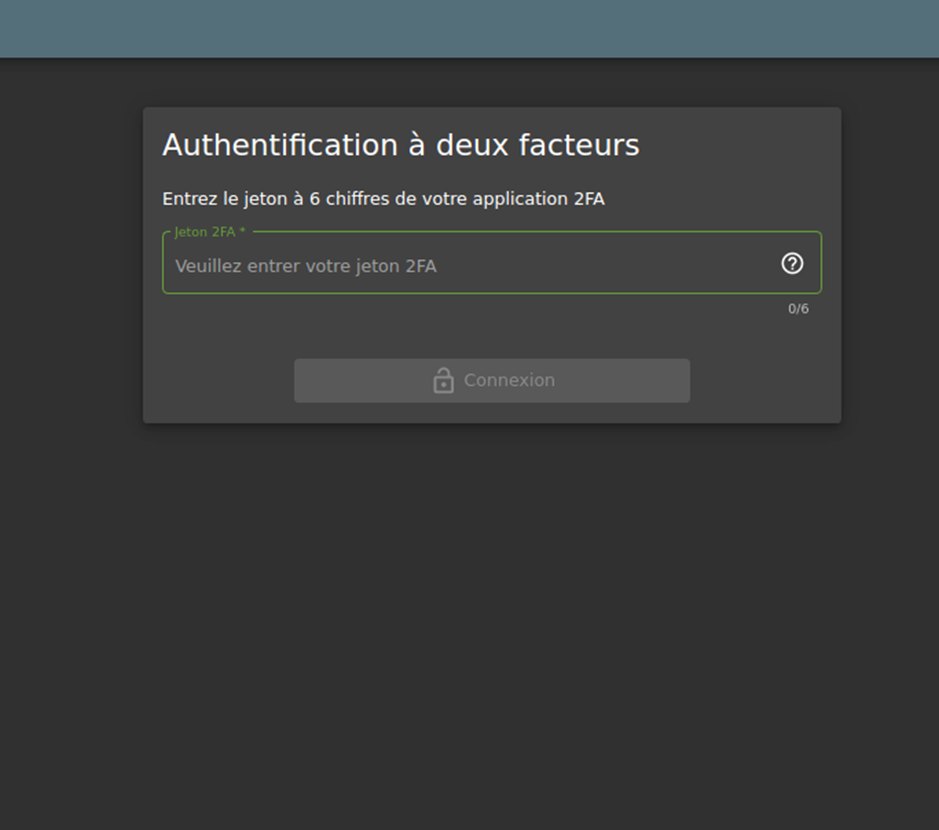 Authentification à deux facteurs
Entrez le jeton à 6 chiffres de votre application 2FA
Jeton 2FA *
Veuillez entrer votre jeton 2FA
0/6
Connexion